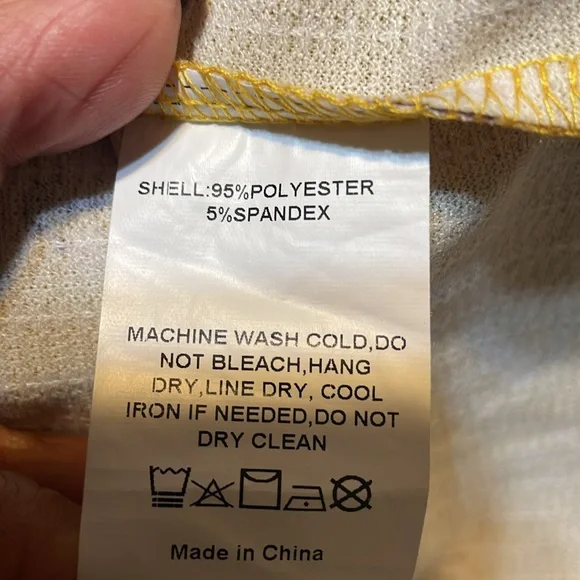 SHELL:95%POLYESTER
5%SPANDEX
MACHINE WASH COLD,DO
NOT BLEACH,HANG
DRY,LINE DRY, COOL
IRON IF NEEDED,DO NOT
DRY CLEAN
Made in China